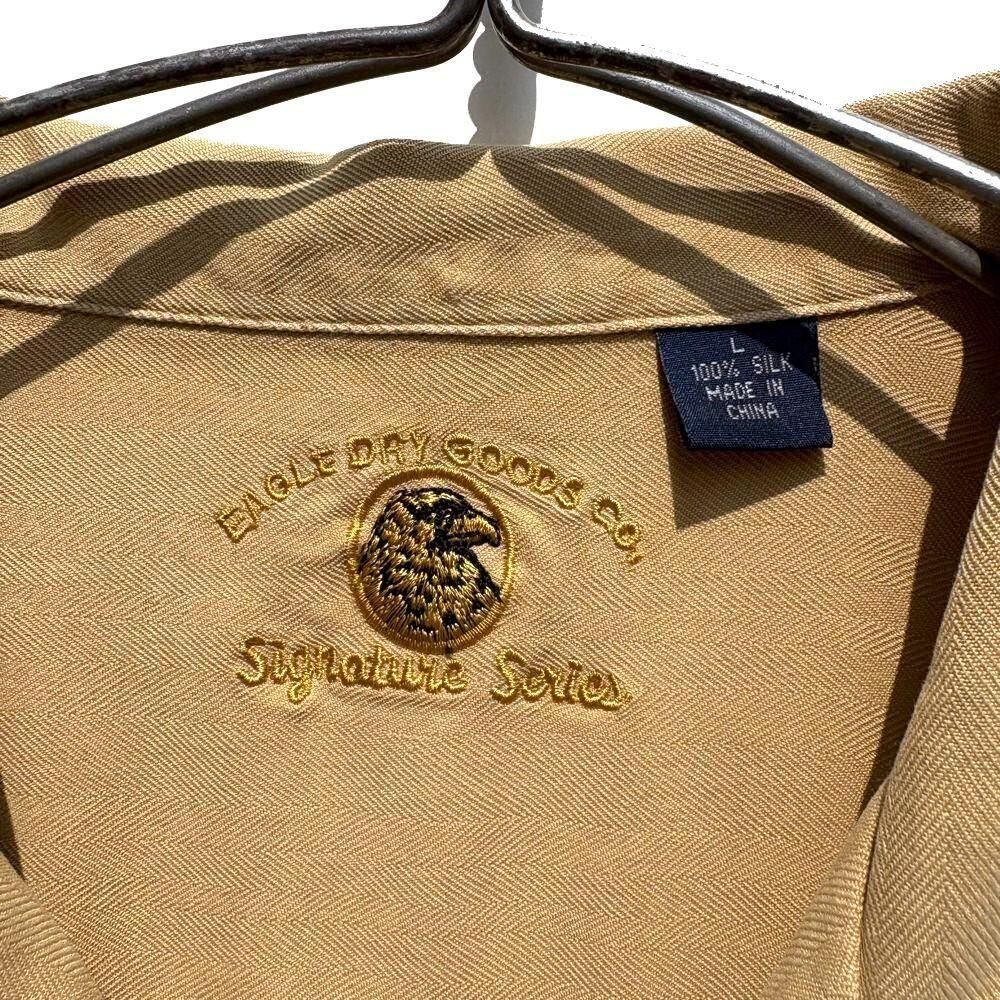 L
100% SILK
MADE IN
CHINA
EAGLE DRY GOODS CO.
Signature Series